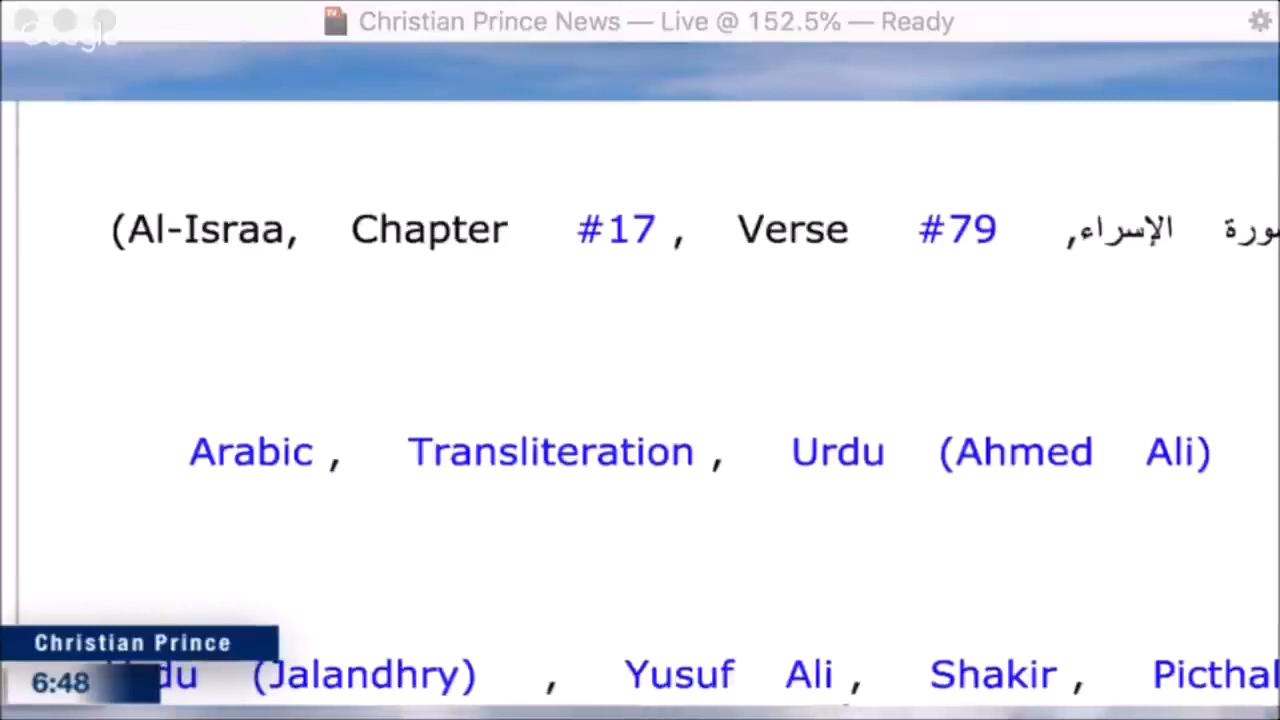 Christian Prince News — Live @ 152.5% — Ready
Google
(Al-Israa, Chapter #17 , Verse #79 الإسراء,
Arabic , Transliteration , Urdu (Ahmed Ali)
(Jalandhry) , Yusuf Ali , Shakir ,
Christian Prince
6:48